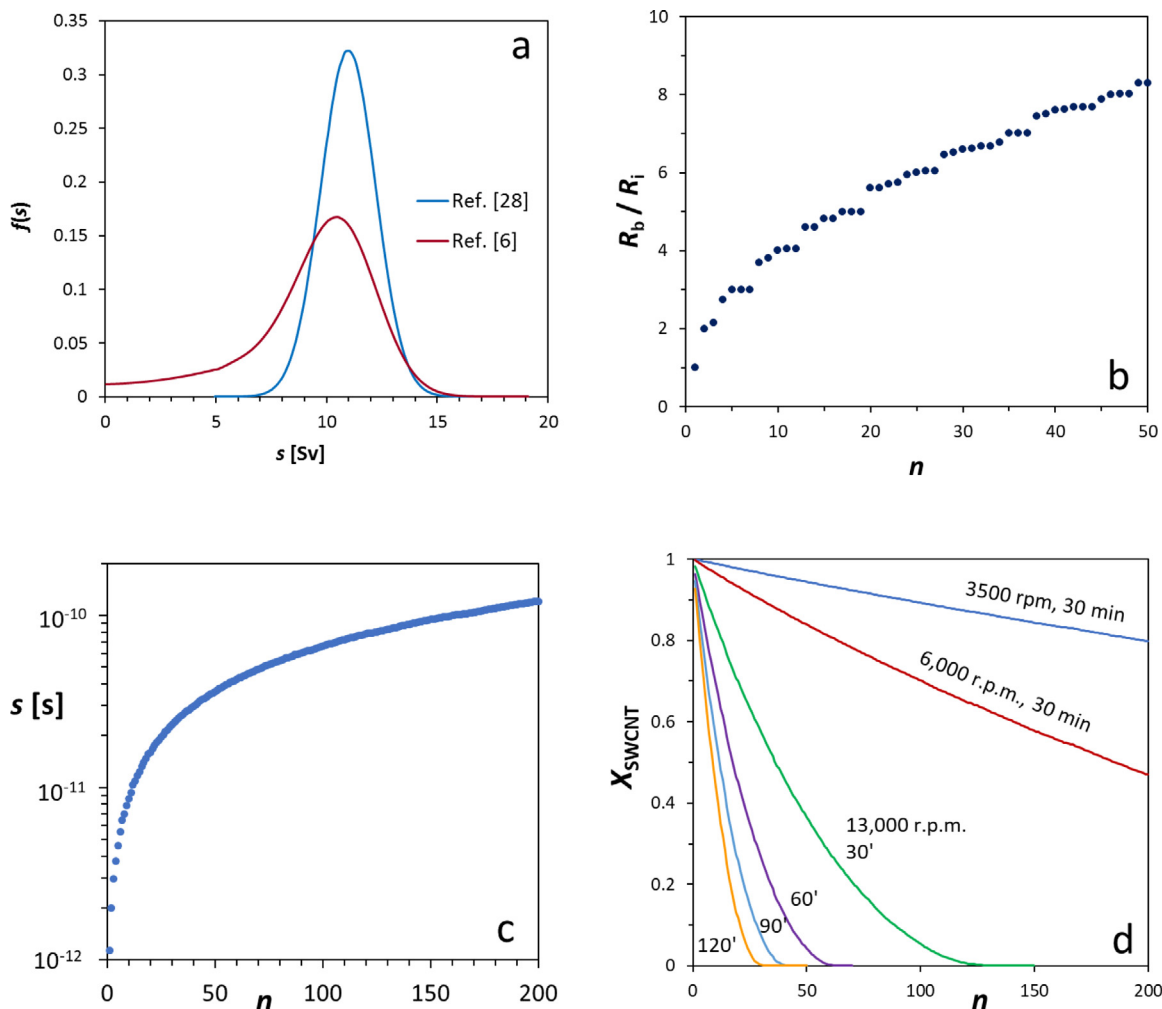 a
0.35
0.3
0.25
0.2
0.15
0.1
0.05
0
f(s)
Ref. [28]
Ref. [6]
0 5 10 15 20
s [Sv]
b
10
8
6
4
2
0
R_b / R_i
0 10 20 30 40 50
n
c
10^-10
10^-11
10^-12
s [s]
0 50 100 150 200
n
d
1
0.8
0.6
0.4
0.2
0
X_SWCNT
3500 rpm, 30 min
6,000 r.p.m., 30 min
13,000 r.p.m.
30'
60'
90'
120'
0 50 100 150 200
n